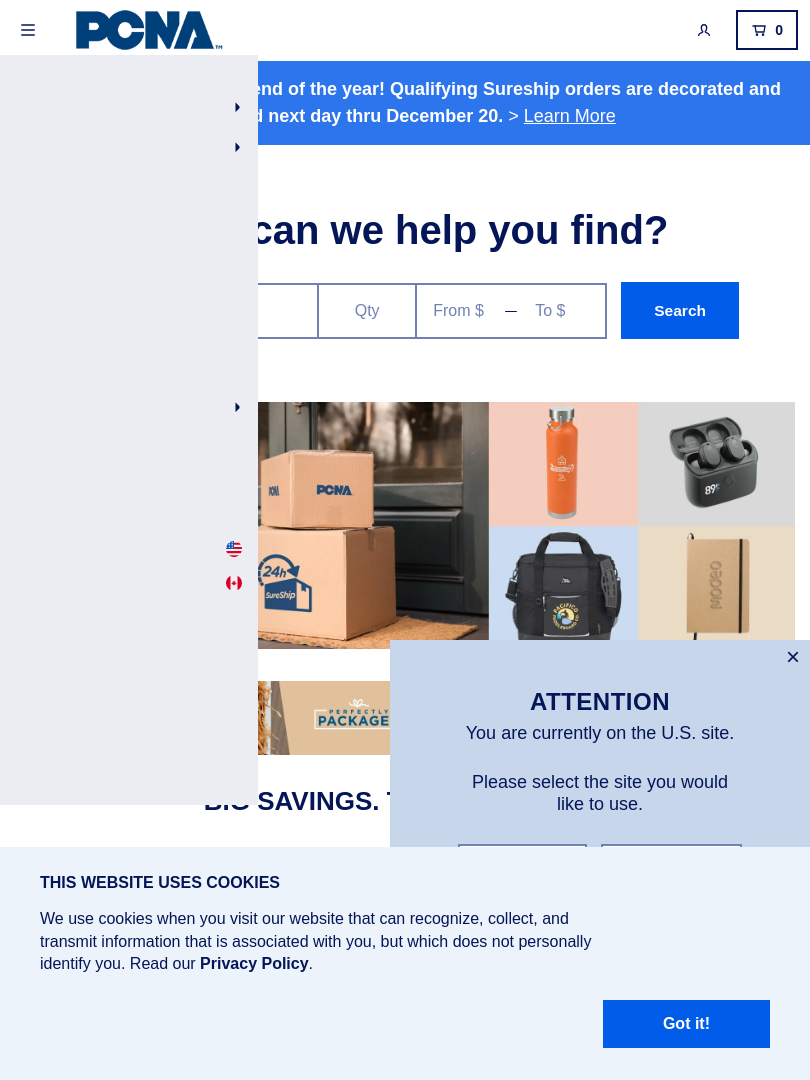 PCNA
0
end of the year! Qualifying Sureship orders are decorated and
next day thru December 20. > Learn More
can we help you find?
Qty
From $
—
To $
Search
PCNA
PCNA
24h
SureShip
89%
PACIFICO
Modeo
PERFECTLY
PACKAGE
SAVINGS.
×
ATTENTION
You are currently on the U.S. site.
Please select the site you would
like to use.
THIS WEBSITE USES COOKIES
We use cookies when you visit our website that can recognize, collect, and
transmit information that is associated with you, but which does not personally
identify you. Read our Privacy Policy.
Got it!